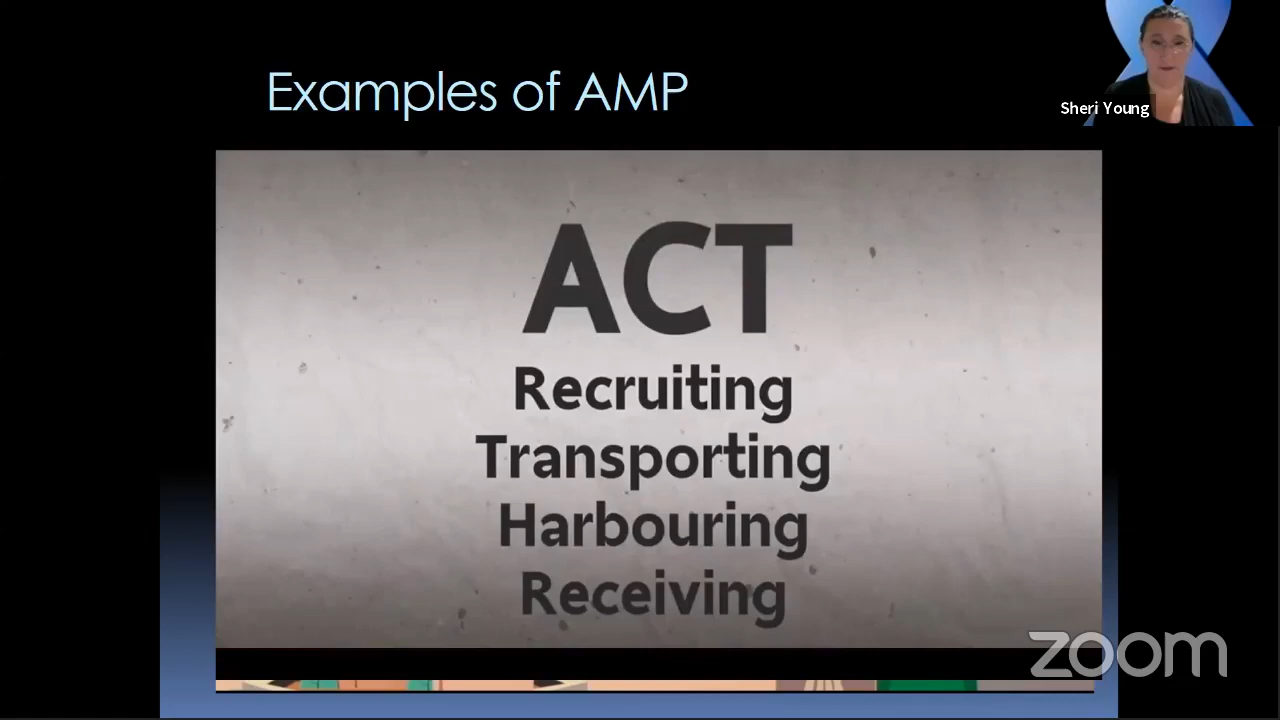 Examples of AMP
Sheri Young
ACT
Recruiting
Transporting
Harbouring
Receiving
zoom